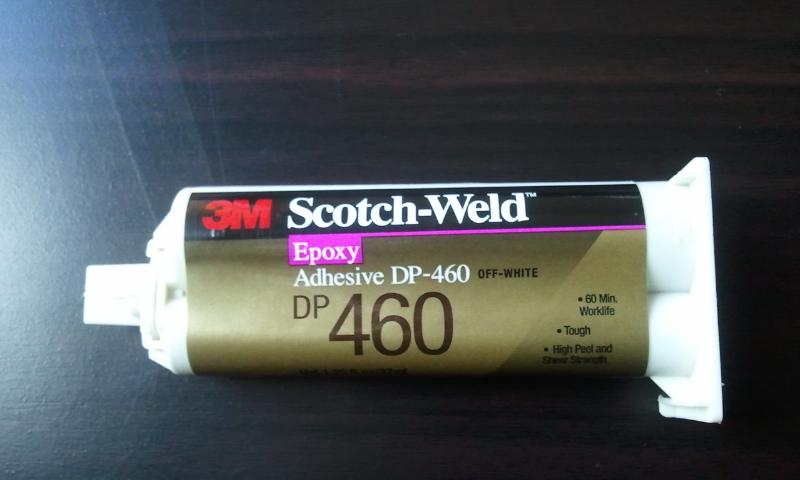 3M Scotch-Weld™
Epoxy
Adhesive DP-460 OFF-WHITE
DP 460
• 60 Min.
Worklife
• Tough
• High Peel and
Shear Strength